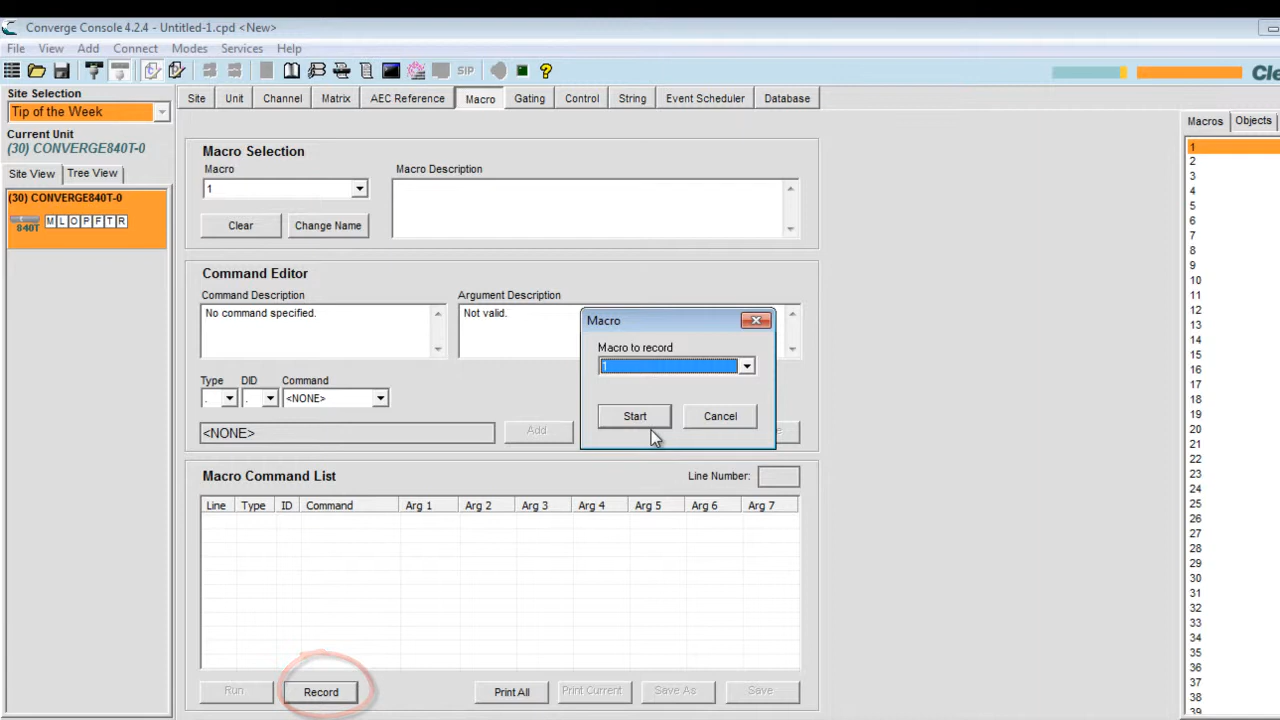 Converge Console 4.2.4 - Untitled-1.cpd <New>
File View Add Connect Modes Services Help
SIP
Site Selection
Tip of the Week
Current Unit
(30) CONVERGE840T-0
Site View Tree View
(30) CONVERGE840T-0
840T M L O P F T R
Site Unit Channel Matrix AEC Reference Macro Gating Control String Event Scheduler Database
Macro Selection
Macro Macro Description
1
Clear Change Name
Command Editor
Command Description Argument Description
No command specified. Not valid.
Type DID Command
. . <NONE>
<NONE> Add
Macro
Macro to record
1
Start Cancel
Macro Command List Line Number:
Line Type ID Command Arg 1 Arg 2 Arg 3 Arg 4 Arg 5 Arg 6 Arg 7
Run Record Print All Print Current Save As Save
Macros Objects
1
2
3
4
5
6
7
8
9
10
11
12
13
14
15
16
17
18
19
20
21
22
23
24
25
26
27
28
29
30
31
32
33
34
35
36
37
38
39